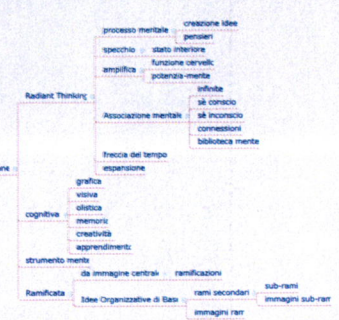 creazione idee
processo mentale
pensieri
specchio stato interiore
funzione cervello
amplifica
potenzia-mente
infinite
Radiant Thinking
sè conscio
Associazione mentale sè inconscio
connessioni
biblioteca mente
freccia del tempo
espansione
grafica
visiva
olistica
cognitiva
memoria
creatività
apprendimento
strumento mente
da immagine centrale ramificazioni
Ramificata
sub-rami
rami secondari
Idee Organizzative di Base
immagini sub-rami
immagini rami